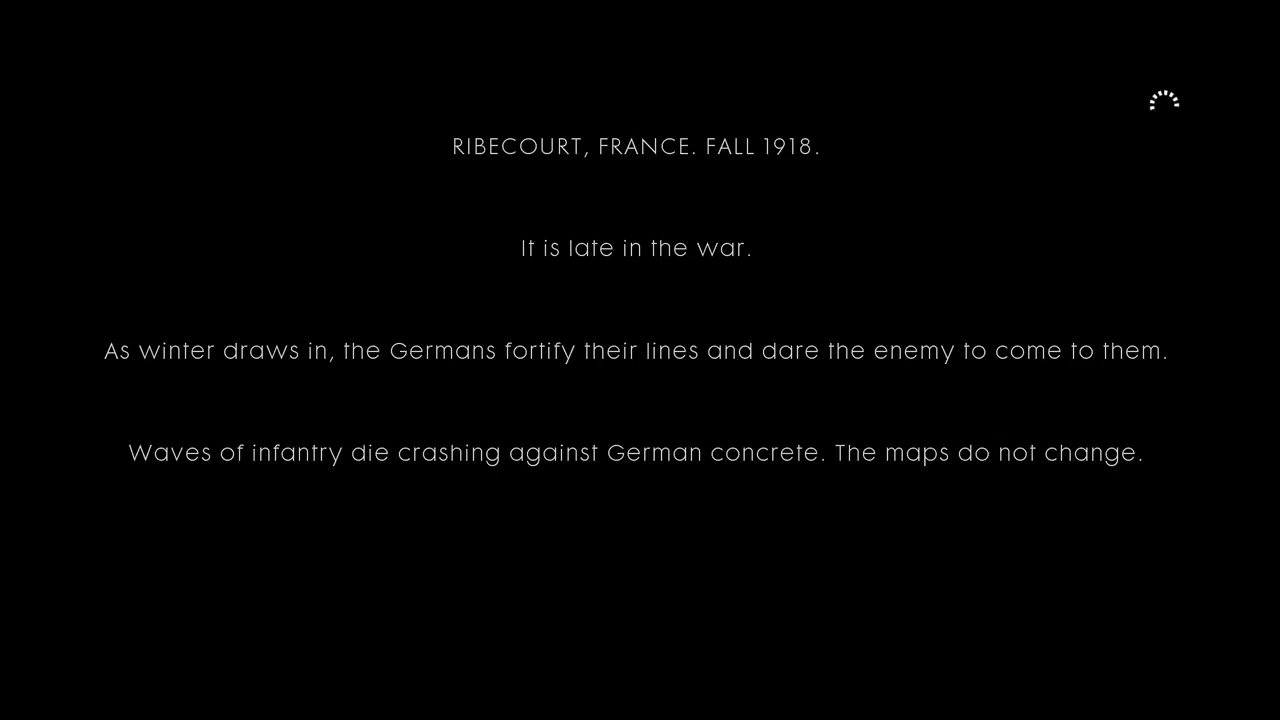 RIBECOURT, FRANCE. FALL 1918.
It is late in the war.
As winter draws in, the Germans fortify their lines and dare the enemy to come to them.
Waves of infantry die crashing against German concrete. The maps do not change.